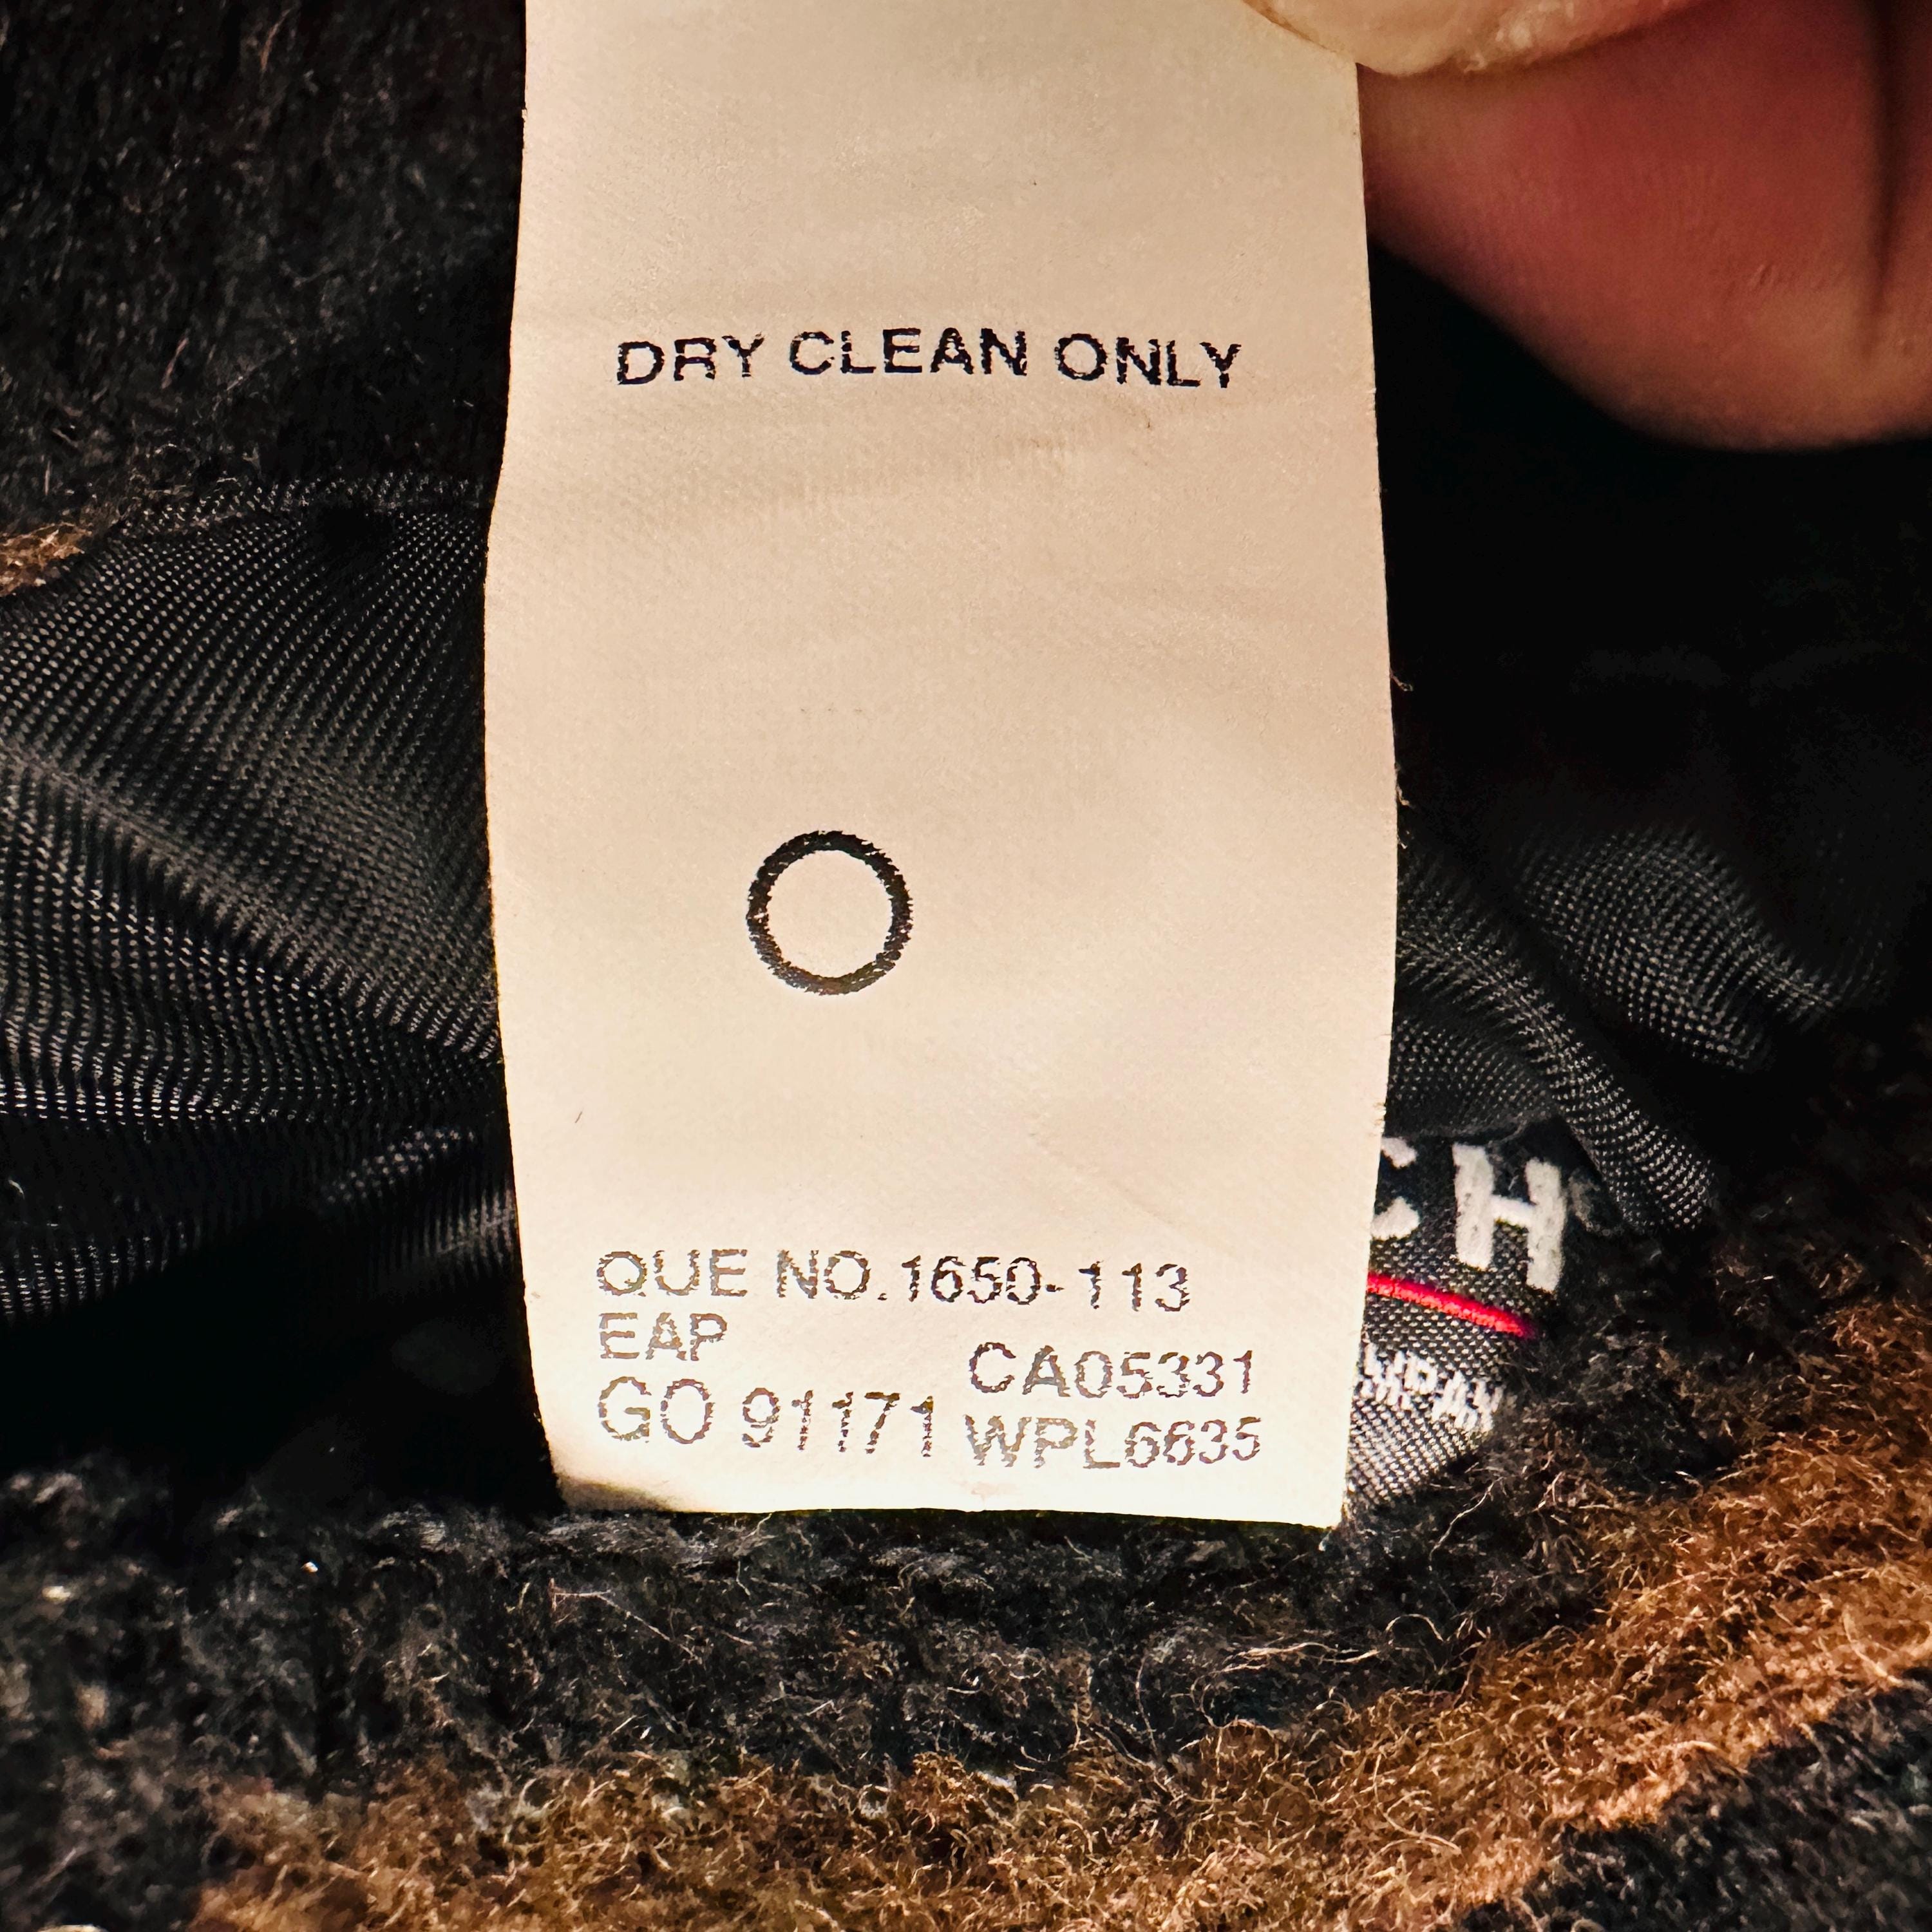 DRY CLEAN ONLY
QUE NO.1650-113
EAP
CA05331
GO 91171 WPL6635
CH